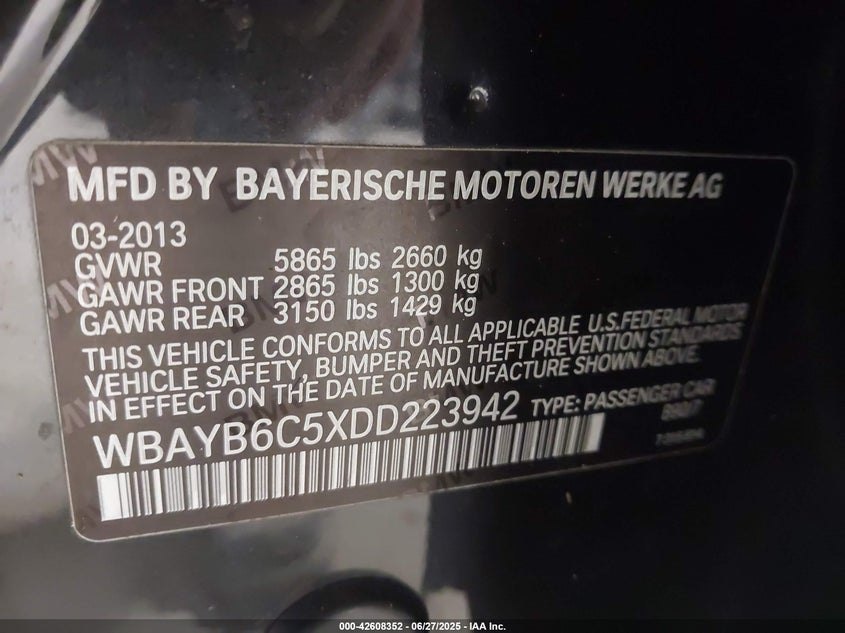 MFD BY BAYERISCHE MOTOREN WERKE AG
03-2013
GVWR 5865 lbs 2660 kg
GAWR FRONT 2865 lbs 1300 kg
GAWR REAR 3150 lbs 1429 kg
THIS VEHICLE CONFORMS TO ALL APPLICABLE U.S.FEDERAL MOTOR
VEHICLE SAFETY, BUMPER AND THEFT PREVENTION STANDARDS
IN EFFECT ON THE DATE OF MANUFACTURE SHOWN ABOVE.
WBAYB6C5XDD223942 TYPE: PASSENGER CAR
000-42608352 - 06/27/2025 - IAA Inc.